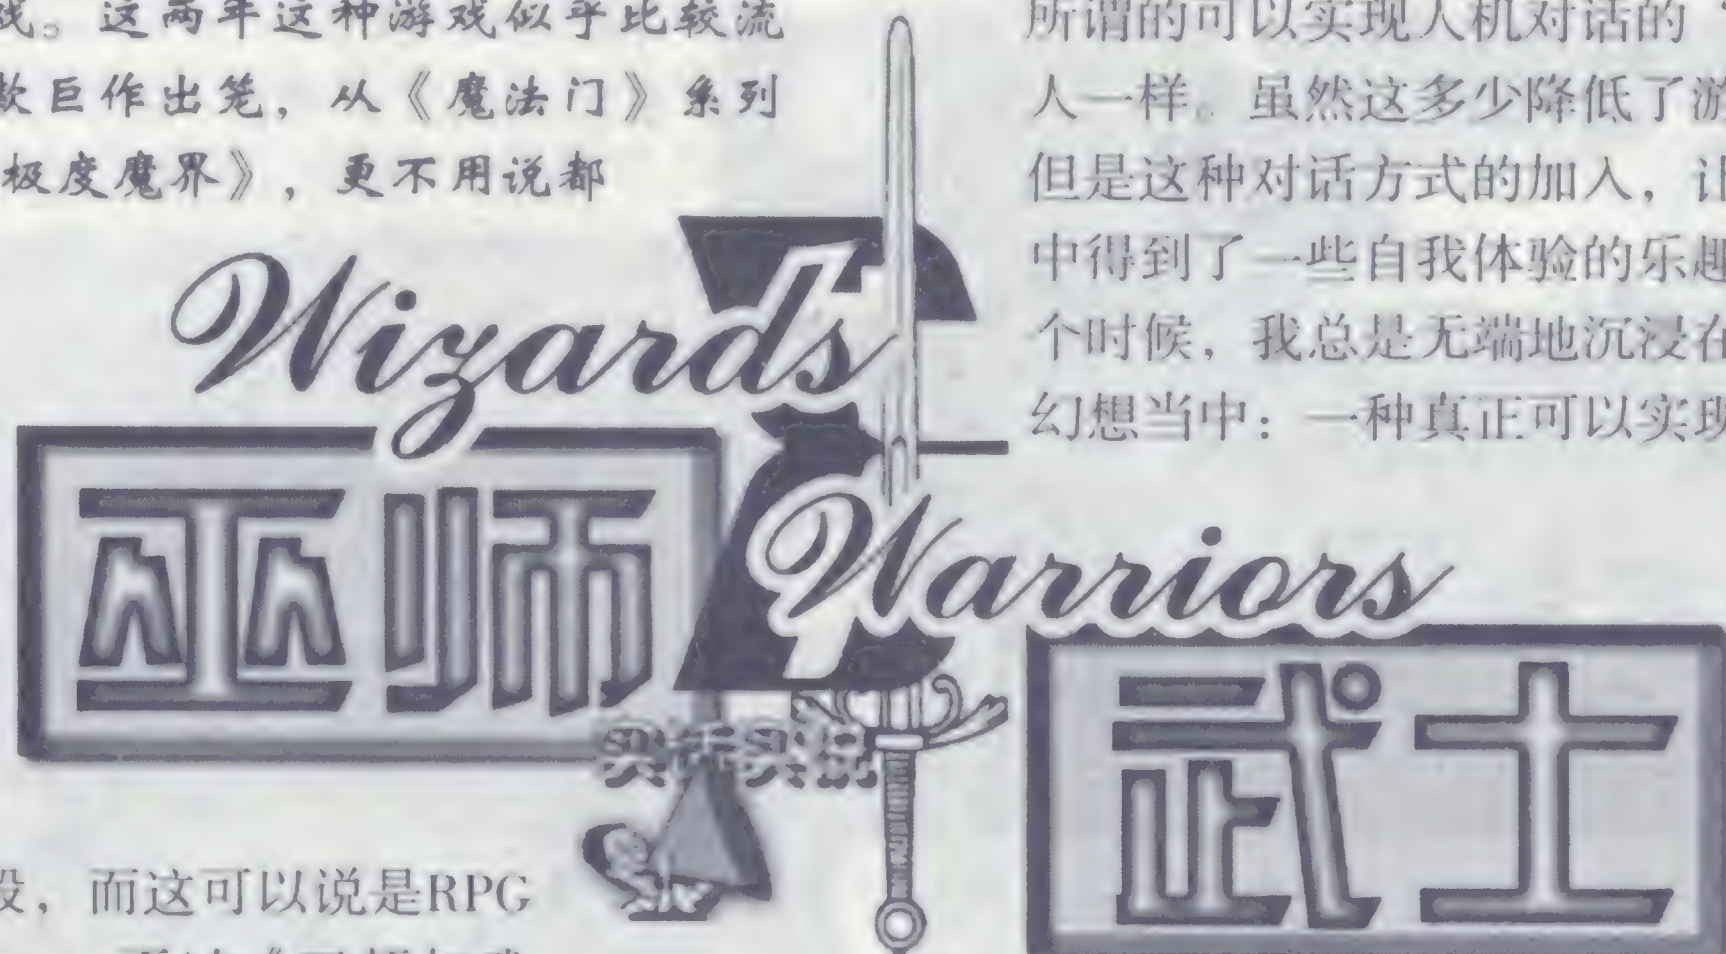 戏。这两年这种游戏似乎比较流
款巨作出笼，从《魔法门》系列
极度魔界》，更不用说都
Wizards
巫师
实话实说
段，而这可以说是RPG
所谓的可以实现人机对话的
人一样。虽然这多少降低了游
但是这种对话方式的加入，让
中得到了一些自我体验的乐趣
个时候，我总是无端地沉浸在
幻想当中：一种真正可以实现
Warriors
武士